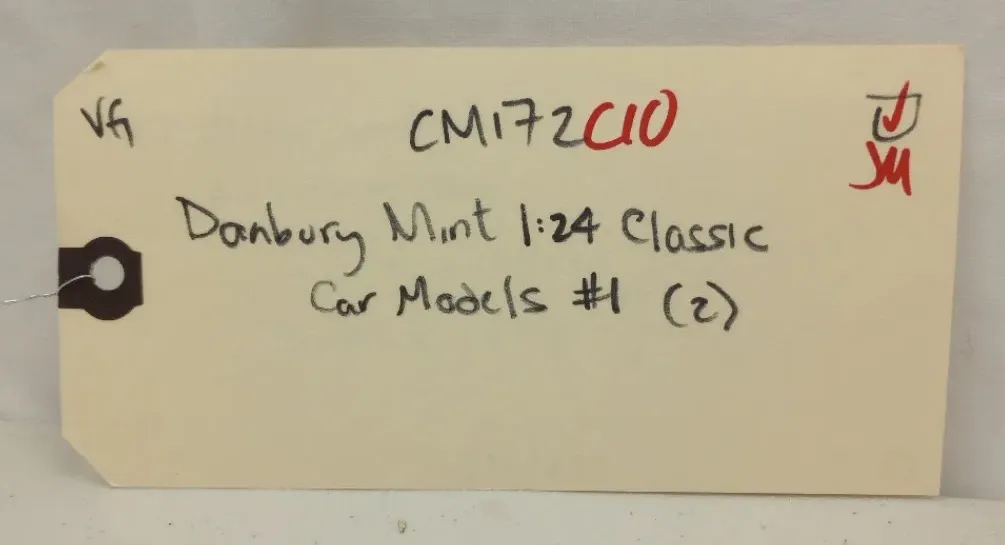 VG CM172C10
JM
Danbury Mint 1:24 Classic
Car Models #1 (2)